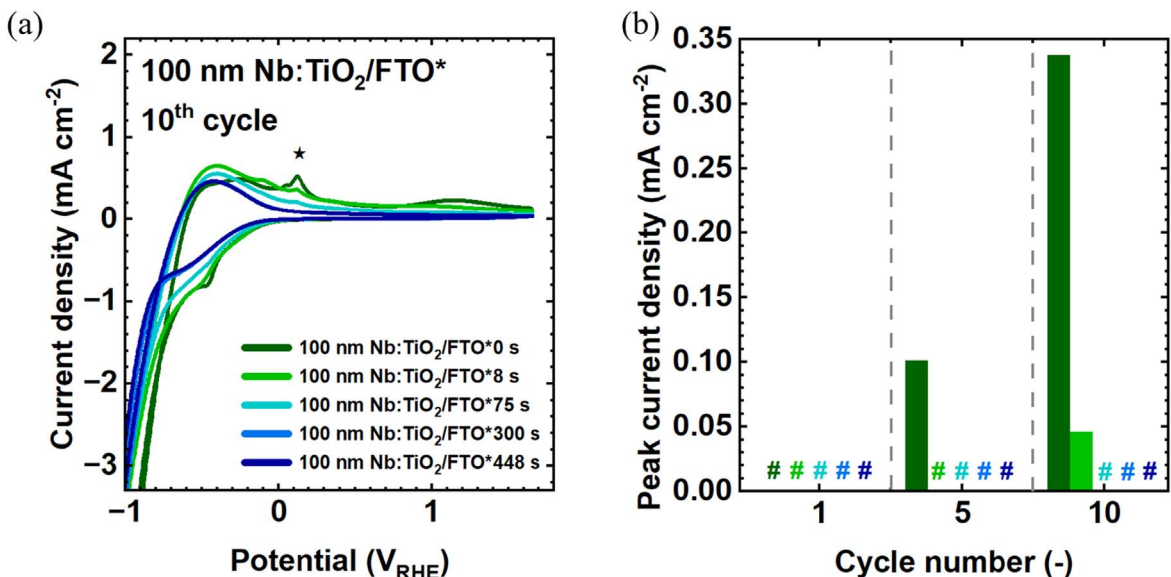 (a)
100 nm Nb:TiO₂/FTO*
10ᵗʰ cycle
★
Current density (mA cm⁻²)
2
1
0
−1
−2
−3
100 nm Nb:TiO₂/FTO*0 s
100 nm Nb:TiO₂/FTO*8 s
100 nm Nb:TiO₂/FTO*75 s
100 nm Nb:TiO₂/FTO*300 s
100 nm Nb:TiO₂/FTO*448 s
−1 0 1
Potential (V_RHE)
(b)
Peak current density (mA cm⁻²)
0.35
0.30
0.25
0.20
0.15
0.10
0.05
0.00
# # # # # # # # # # # #
1 5 10
Cycle number (-)